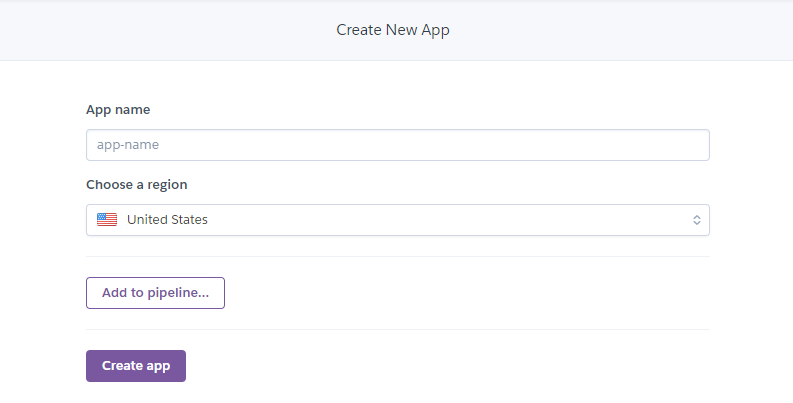 Create New App
App name
app-name
Choose a region
United States
Add to pipeline...
Create app